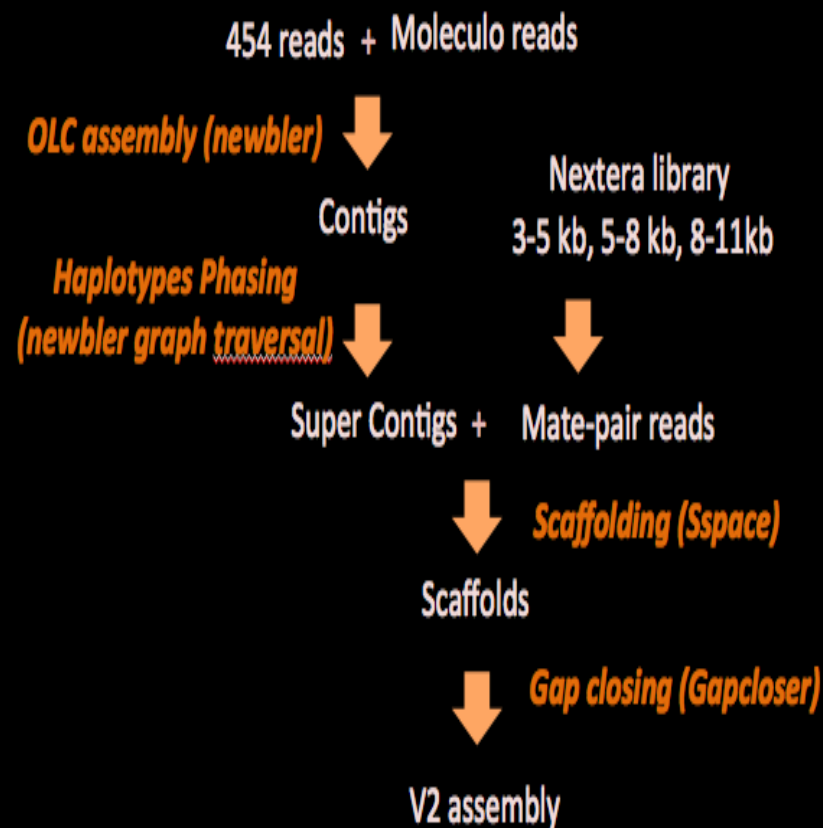 454 reads + Moleculo reads
OLC assembly (newbler)
Contigs
Nextera library
3-5 kb, 5-8 kb, 8-11kb
Haplotypes Phasing
(newbler graph traversal)
Super Contigs + Mate-pair reads
Scaffolding (Sspace)
Scaffolds
Gap closing (Gapcloser)
V2 assembly